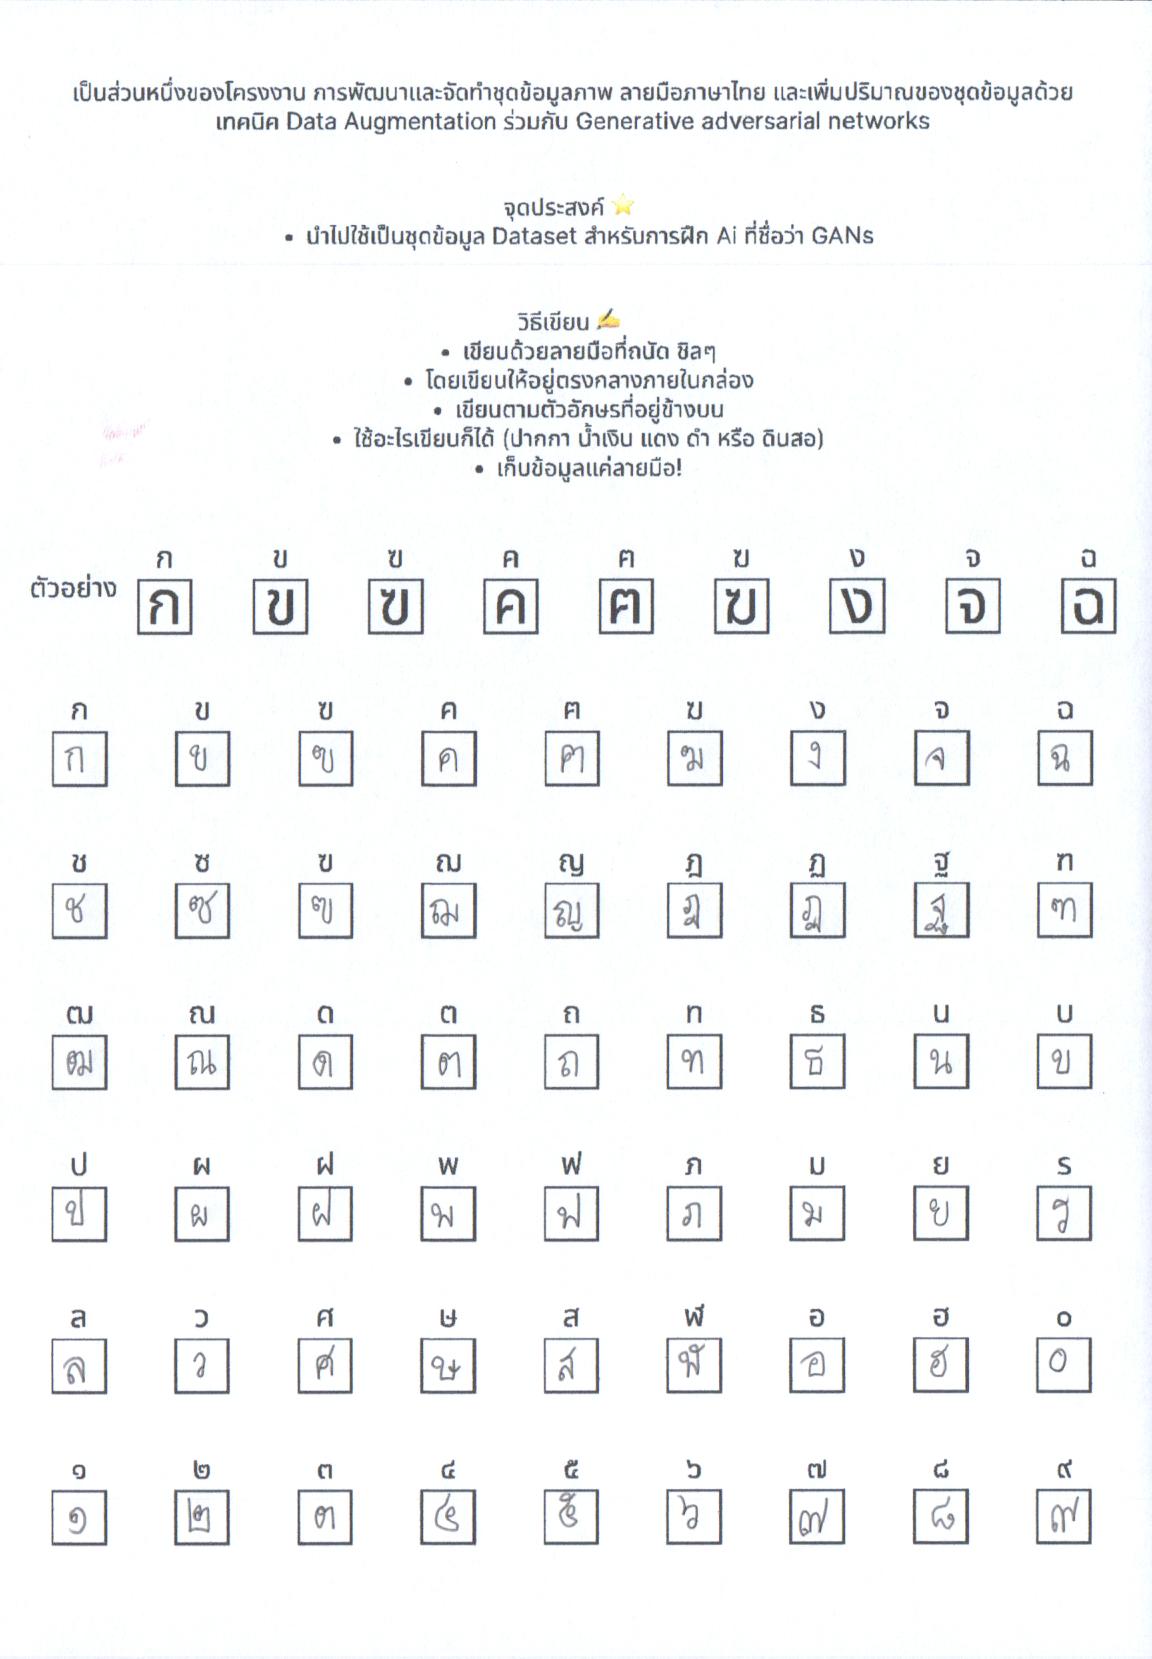 เป็นส่วนหนึ่งของโครงงาน การพัฒนาและจัดทำชุดข้อมูลภาพ ลายมือภาษาไทย และเพิ่มปริมาณของชุดข้อมูลด้วย
เทคนิค Data Augmentation ร่วมกับ Generative adversarial networks
จุดประสงค์ ⭐
• นำไปใช้เป็นชุดข้อมูล Dataset สำหรับการฝึก Ai ที่ชื่อว่า GANs
วิธีเขียน ✍️
• เขียนด้วยลายมือที่ถนัด ชิลๆ
• โดยเขียนให้อยู่ตรงกลางภายในกล่อง
• เขียนตามตัวอักษรที่อยู่ข้างบน
• ใช้อะไรเขียนก็ได้ (ปากกา น้ำเงิน แดง ดำ หรือ ดินสอ)
• เก็บข้อมูลแค่ลายมือ!
ก ข ฃ ค ฅ ฆ ง จ ฉ
ตัวอย่าง ก ข ฃ ค ฅ ฆ ง จ ฉ
ก ข ฃ ค ฅ ฆ ง จ ฉ
ก ข ฃ ค ฅ ฆ ง จ ฉ
ช ซ ฃ ฌ ญ ฎ ฏ ฐ ฑ
ช ซ ฃ ฌ ญ ฎ ฏ ฐ ฑ
ฒ ณ ด ต ถ ท ธ น บ
ฒ ณ ด ต ถ ท ธ น บ
ป ผ ฝ พ ฟ ภ ม ย ร
ป ผ ฝ พ ฟ ภ ม ย ร
ล ว ศ ษ ส ฬ อ ฮ ๐
ล ว ศ ษ ส ฬ อ ฮ ๐
๑ ๒ ๓ ๔ ๕ ๖ ๗ ๘ ๙
๑ ๒ ๓ ๔ ๕ ๖ ๗ ๘ ๙